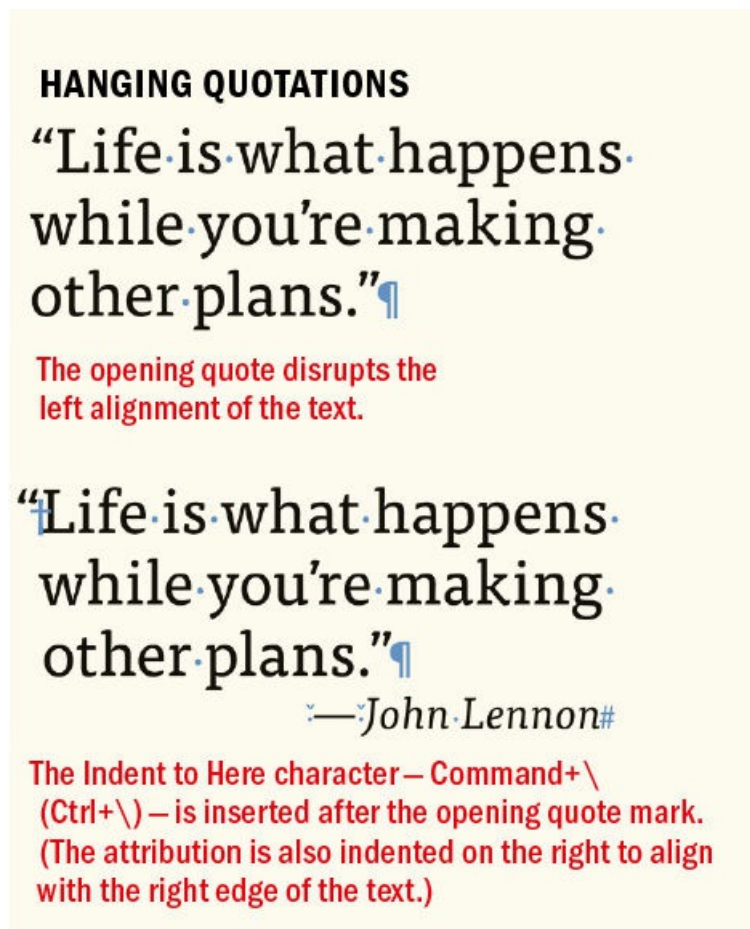 HANGING QUOTATIONS
“Life·is·what·happens·
while·you’re·making·
other·plans.”¶
The opening quote disrupts the
left alignment of the text.
“†Life·is·what·happens·
while·you’re·making·
other·plans.”¶
—John·Lennon#
The Indent to Here character—Command+\
(Ctrl+\)—is inserted after the opening quote mark.
(The attribution is also indented on the right to align
with the right edge of the text.)